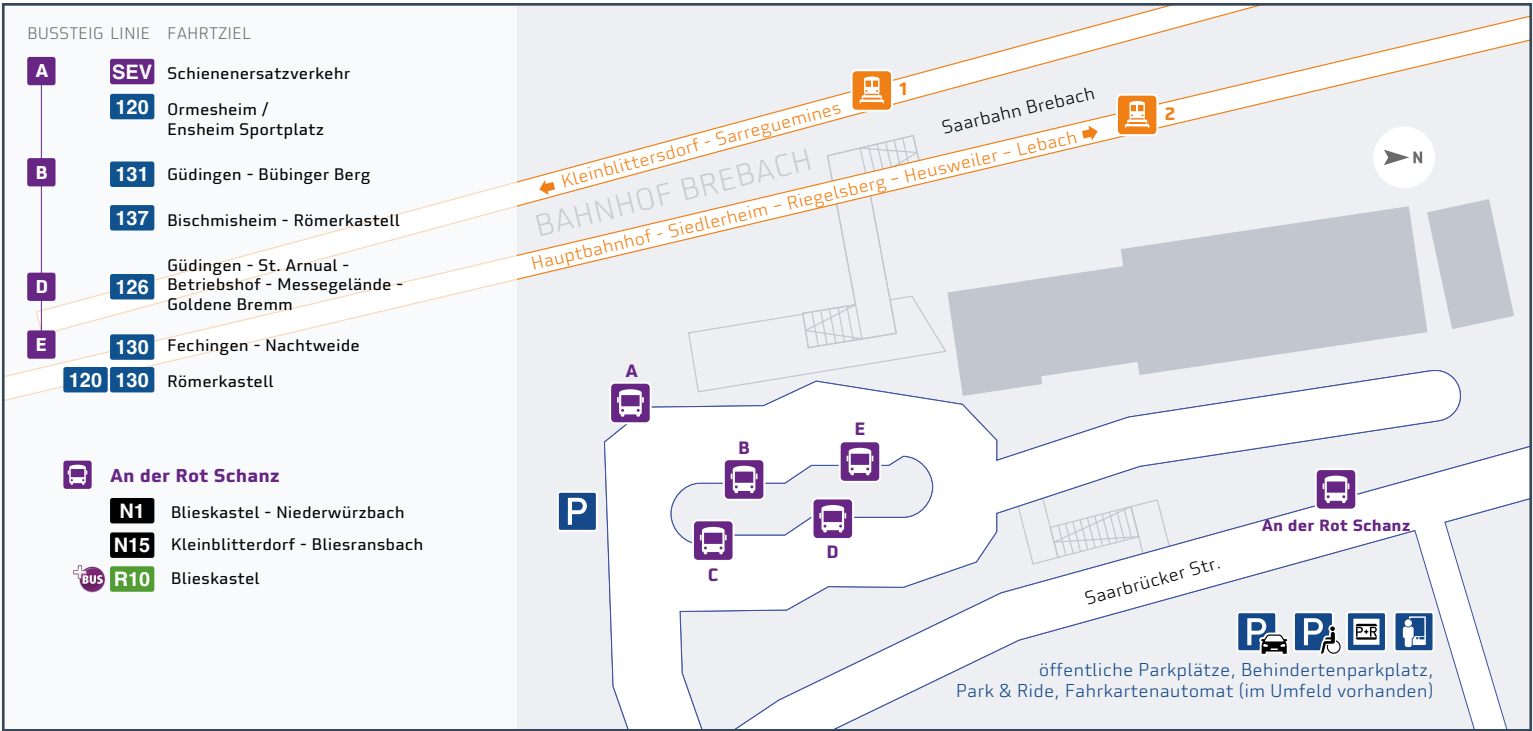 BUSSTEIG LINIE FAHRTZIEL
A SEV Schienenersatzverkehr
120 Ormesheim /
Ensheim Sportplatz
B 131 Güdingen - Bübinger Berg
137 Bischmisheim - Römerkastell
D 126 Güdingen - St. Arnual -
Betriebshof - Messegelände -
Goldene Bremm
E 130 Fechingen - Nachtweide
120 130 Römerkastell
An der Rot Schanz
N1 Blieskastel - Niederwürzbach
N15 Kleinblitterdorf - Bliesransbach
+BUS R10 Blieskastel
1
Saarbahn Brebach
2
Kleinblittersdorf - Sarreguemines
BAHNHOF BREBACH
Hauptbahnhof - Siedlerheim - Riegelsberg - Heusweiler - Lebach
N
A
B
E
P
C
D
An der Rot Schanz
Saarbrücker Str.
P P P+R
öffentliche Parkplätze, Behindertenparkplatz,
Park & Ride, Fahrkartenautomat (im Umfeld vorhanden)